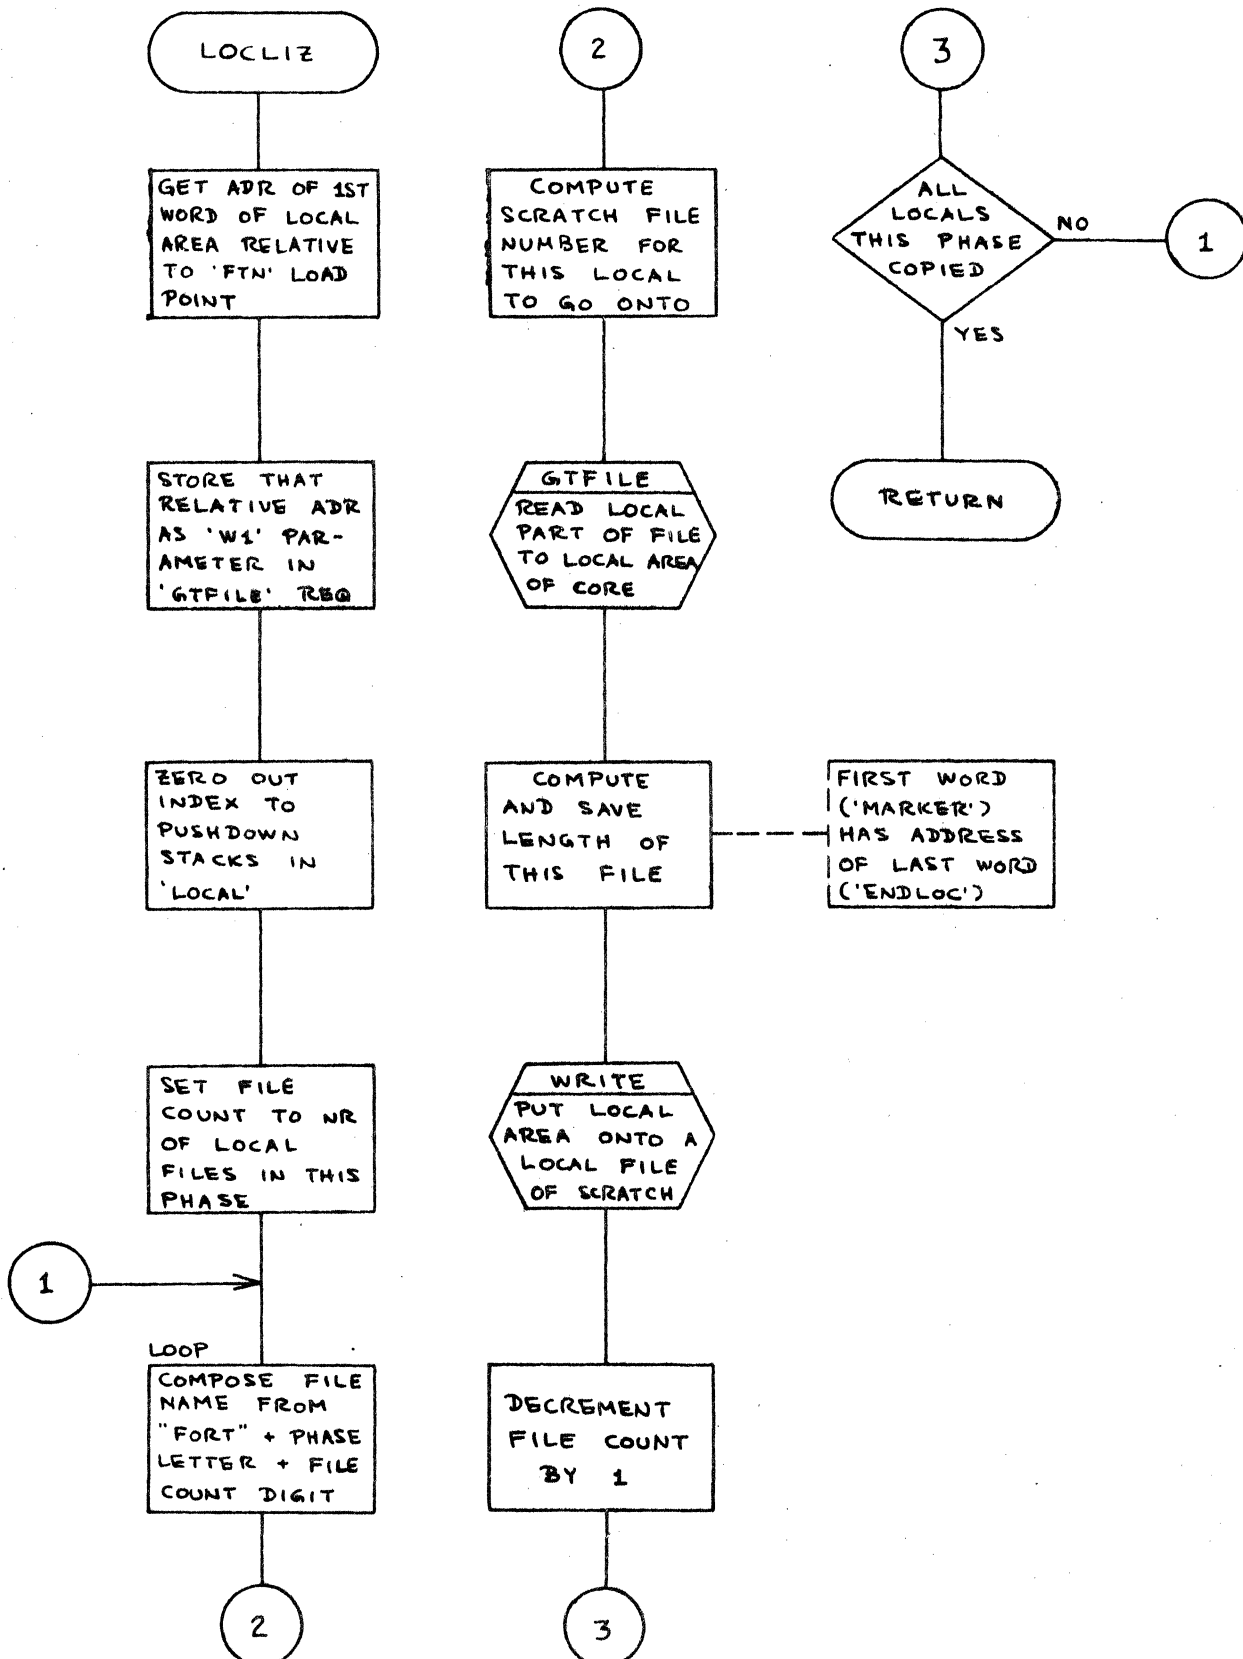 LOCLIZ
GET ADR OF 1ST
WORD OF LOCAL
AREA RELATIVE
TO 'FTN' LOAD
POINT
STORE THAT
RELATIVE ADR
AS 'W1' PAR-
AMETER IN
'GTFILE' REQ
ZERO OUT
INDEX TO
PUSHDOWN
STACKS IN
'LOCAL'
SET FILE
COUNT TO NR
OF LOCAL
FILES IN THIS
PHASE
1
LOOP
COMPOSE FILE
NAME FROM
"FORT" + PHASE
LETTER + FILE
COUNT DIGIT
2
2
COMPUTE
SCRATCH FILE
NUMBER FOR
THIS LOCAL
TO GO ONTO
GTFILE
READ LOCAL
PART OF FILE
TO LOCAL AREA
OF CORE
COMPUTE
AND SAVE
LENGTH OF
THIS FILE
FIRST WORD
('MARKER')
HAS ADDRESS
OF LAST WORD
('ENDLOC')
WRITE
PUT LOCAL
AREA ONTO A
LOCAL FILE
OF SCRATCH
DECREMENT
FILE COUNT
BY 1
3
3
ALL
LOCALS
THIS PHASE
COPIED
NO
1
YES
RETURN